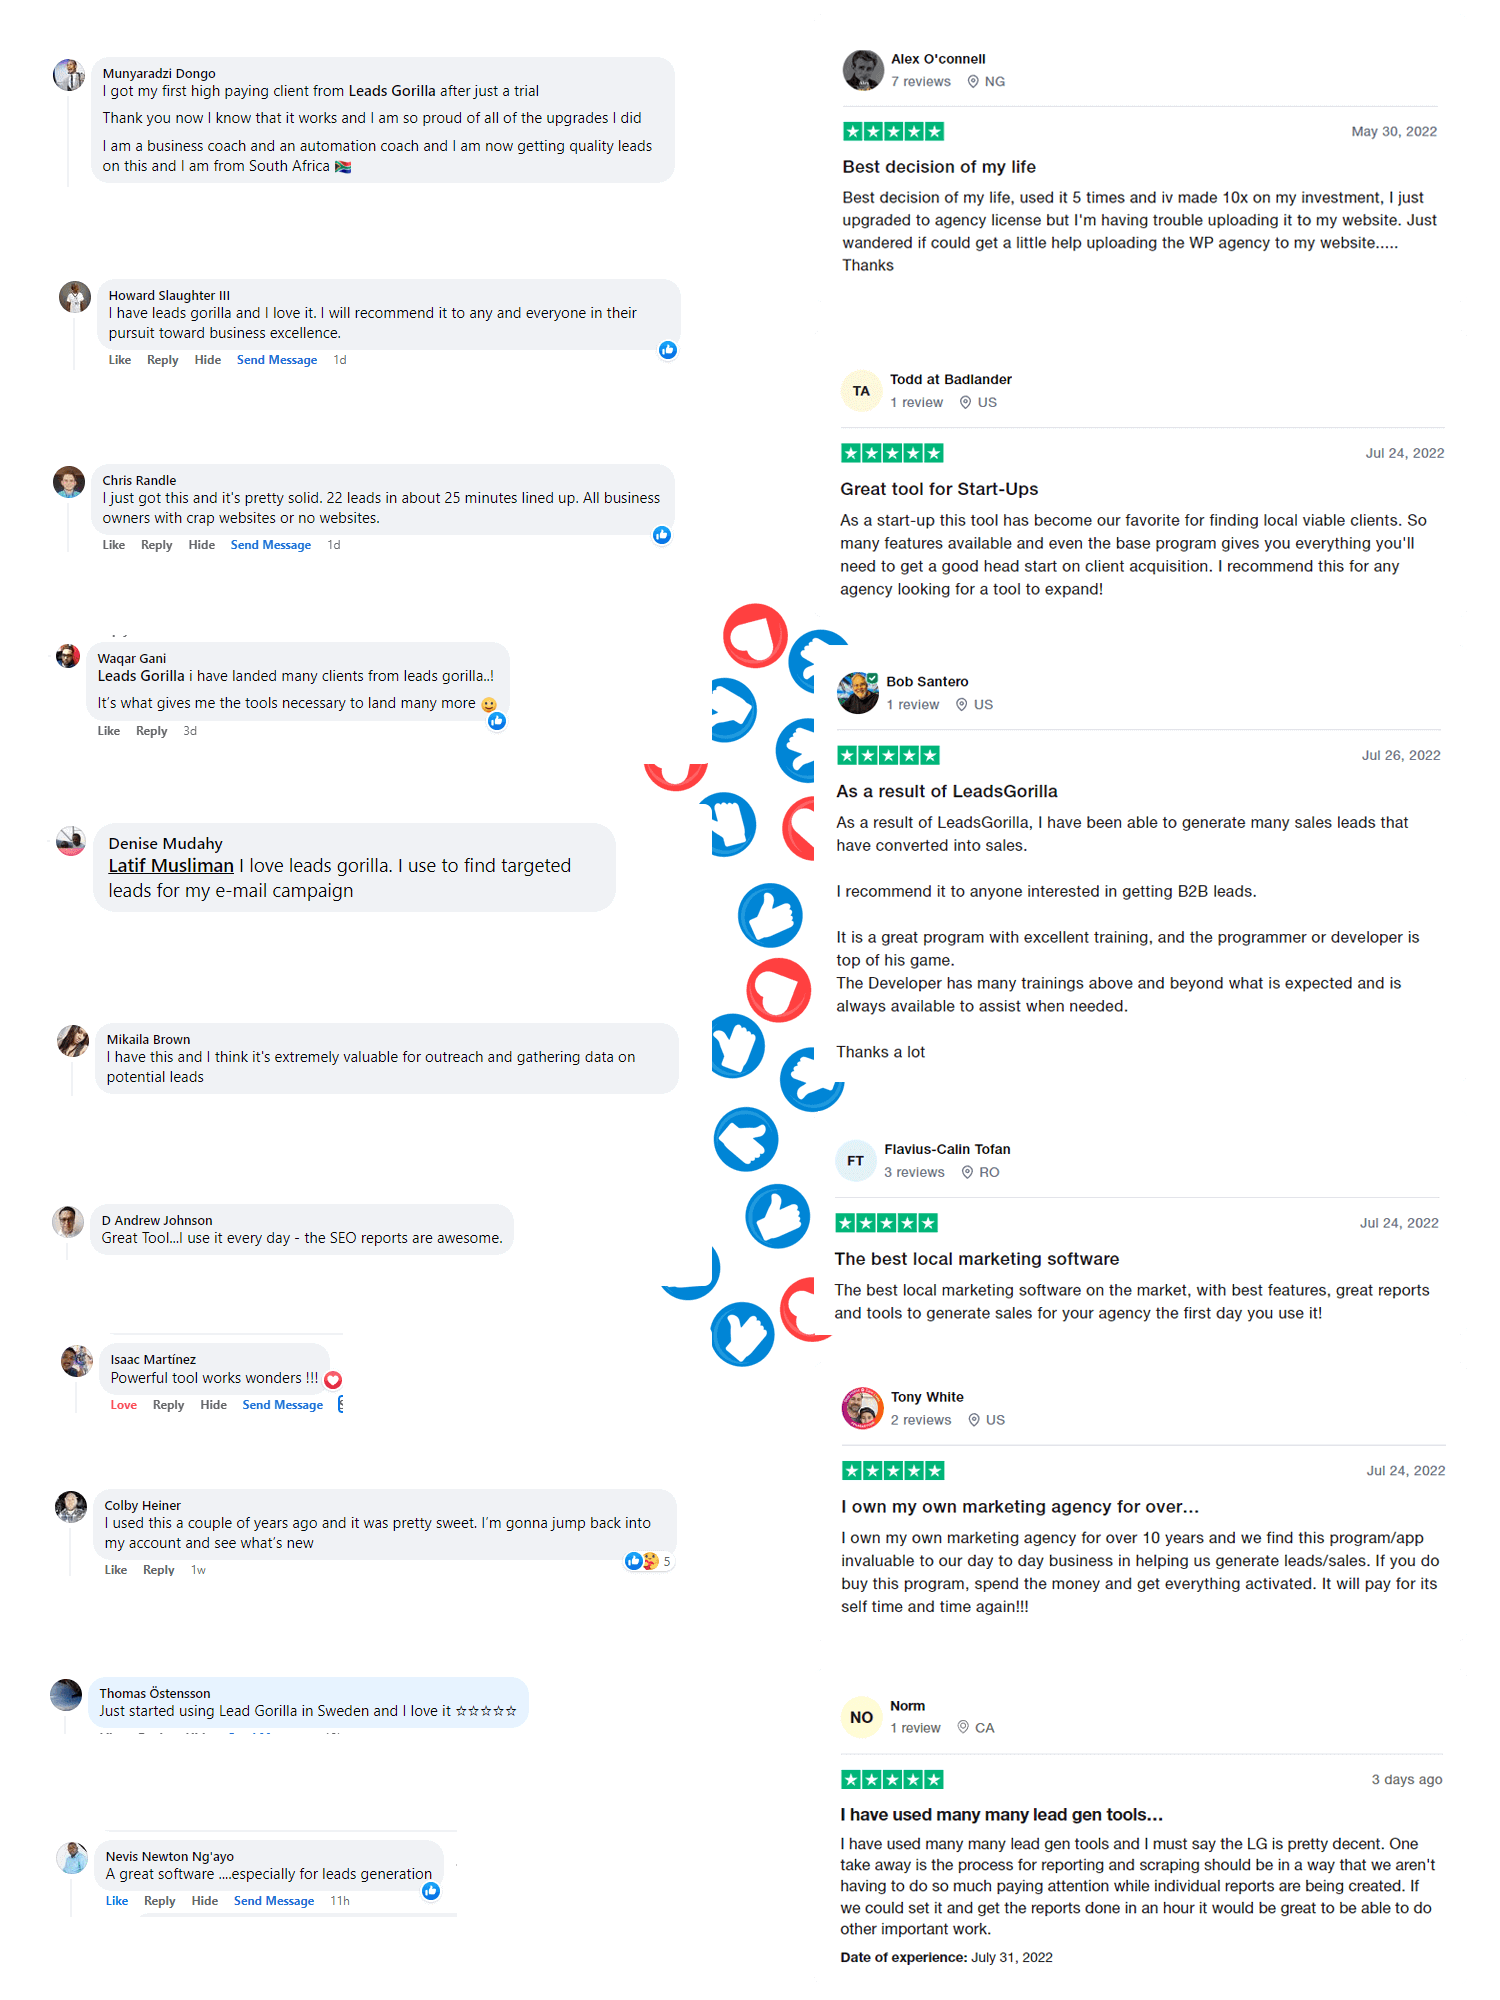 Munyaradzi Dongo
I got my first high paying client from Leads Gorilla after just a trial
Thank you now I know that it works and I am so proud of all of the upgrades I did
I am a business coach and an automation coach and I am now getting quality leads
on this and I am from South Africa 🇿🇦
Howard Slaughter III
I have leads gorilla and I love it. I will recommend it to any and everyone in their
pursuit toward business excellence.
Like Reply Hide Send Message 1d
Chris Randle
I just got this and it's pretty solid. 22 leads in about 25 minutes lined up. All business
owners with crap websites or no websites.
Like Reply Hide Send Message 1d
Waqar Gani
Leads Gorilla i have landed many clients from leads gorilla..!
It's what gives me the tools necessary to land many more 🙂
Like Reply 3d
Denise Mudahy
Latif Musliman I love leads gorilla. I use to find targeted
leads for my e-mail campaign
Mikaila Brown
I have this and I think it's extremely valuable for outreach and gathering data on
potential leads
D Andrew Johnson
Great Tool...I use it every day - the SEO reports are awesome.
Isaac Martínez
Powerful tool works wonders !!!
Love Reply Hide Send Message
Colby Heiner
I used this a couple of years ago and it was pretty sweet. I'm gonna jump back into
my account and see what's new
5
Like Reply 1w
Thomas Östensson
Just started using Lead Gorilla in Sweden and I love it ☆☆☆☆☆
Nevis Newton Ng'ayo
A great software ....especially for leads generation
Like Reply Hide Send Message 11h
Alex O'connell
7 reviews NG
May 30, 2022
Best decision of my life
Best decision of my life, used it 5 times and iv made 10x on my investment, I just
upgraded to agency license but I'm having trouble uploading it to my website. Just
wandered if could get a little help uploading the WP agency to my website.....
Thanks
TA
Todd at Badlander
1 review US
Jul 24, 2022
Great tool for Start-Ups
As a start-up this tool has become our favorite for finding local viable clients. So
many features available and even the base program gives you everything you'll
need to get a good head start on client acquisition. I recommend this for any
agency looking for a tool to expand!
Bob Santero
1 review US
Jul 26, 2022
As a result of LeadsGorilla
As a result of LeadsGorilla, I have been able to generate many sales leads that
have converted into sales.
I recommend it to anyone interested in getting B2B leads.
It is a great program with excellent training, and the programmer or developer is
top of his game.
The Developer has many trainings above and beyond what is expected and is
always available to assist when needed.
Thanks a lot
FT
Flavius-Calin Tofan
3 reviews RO
Jul 24, 2022
The best local marketing software
The best local marketing software on the market, with best features, great reports
and tools to generate sales for your agency the first day you use it!
Tony White
2 reviews US
Jul 24, 2022
I own my own marketing agency for over...
I own my own marketing agency for over 10 years and we find this program/app
invaluable to our day to day business in helping us generate leads/sales. If you do
buy this program, spend the money and get everything activated. It will pay for its
self time and time again!!!
NO
Norm
1 review CA
3 days ago
I have used many many lead gen tools...
I have used many many lead gen tools and I must say the LG is pretty decent. One
take away is the process for reporting and scraping should be in a way that we aren't
having to do so much paying attention while individual reports are being created. If
we could set it and get the reports done in an hour it would be great to be able to do
other important work.
Date of experience: July 31, 2022